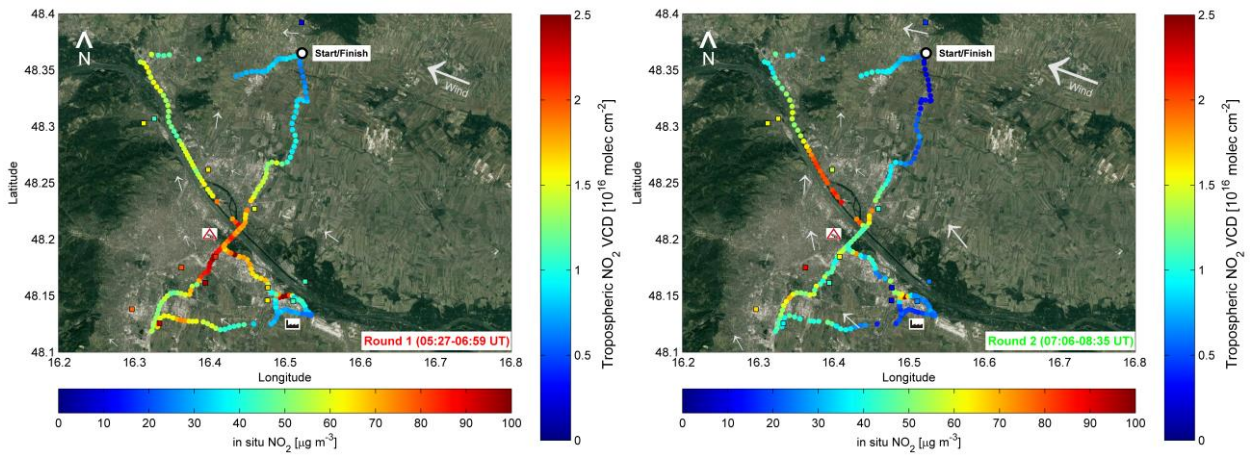 48.4
48.35
48.3
48.25
48.2
48.15
48.1
Latitude
N
Start/Finish
Wind
Round 1 (05:27-06:59 UT)
16.2 16.3 16.4 16.5 16.6 16.7 16.8
Longitude
2.5
2
1.5
1
0.5
0
Tropospheric NO2 VCD [10^16 molec cm^-2]
0 10 20 30 40 50 60 70 80 90 100
in situ NO2 [µg m^-3]
48.4
48.35
48.3
48.25
48.2
48.15
48.1
Latitude
N
Start/Finish
Wind
Round 2 (07:06-08:35 UT)
16.2 16.3 16.4 16.5 16.6 16.7 16.8
Longitude
2.5
2
1.5
1
0.5
0
Tropospheric NO2 VCD [10^16 molec cm^-2]
0 10 20 30 40 50 60 70 80 90 100
in situ NO2 [µg m^-3]